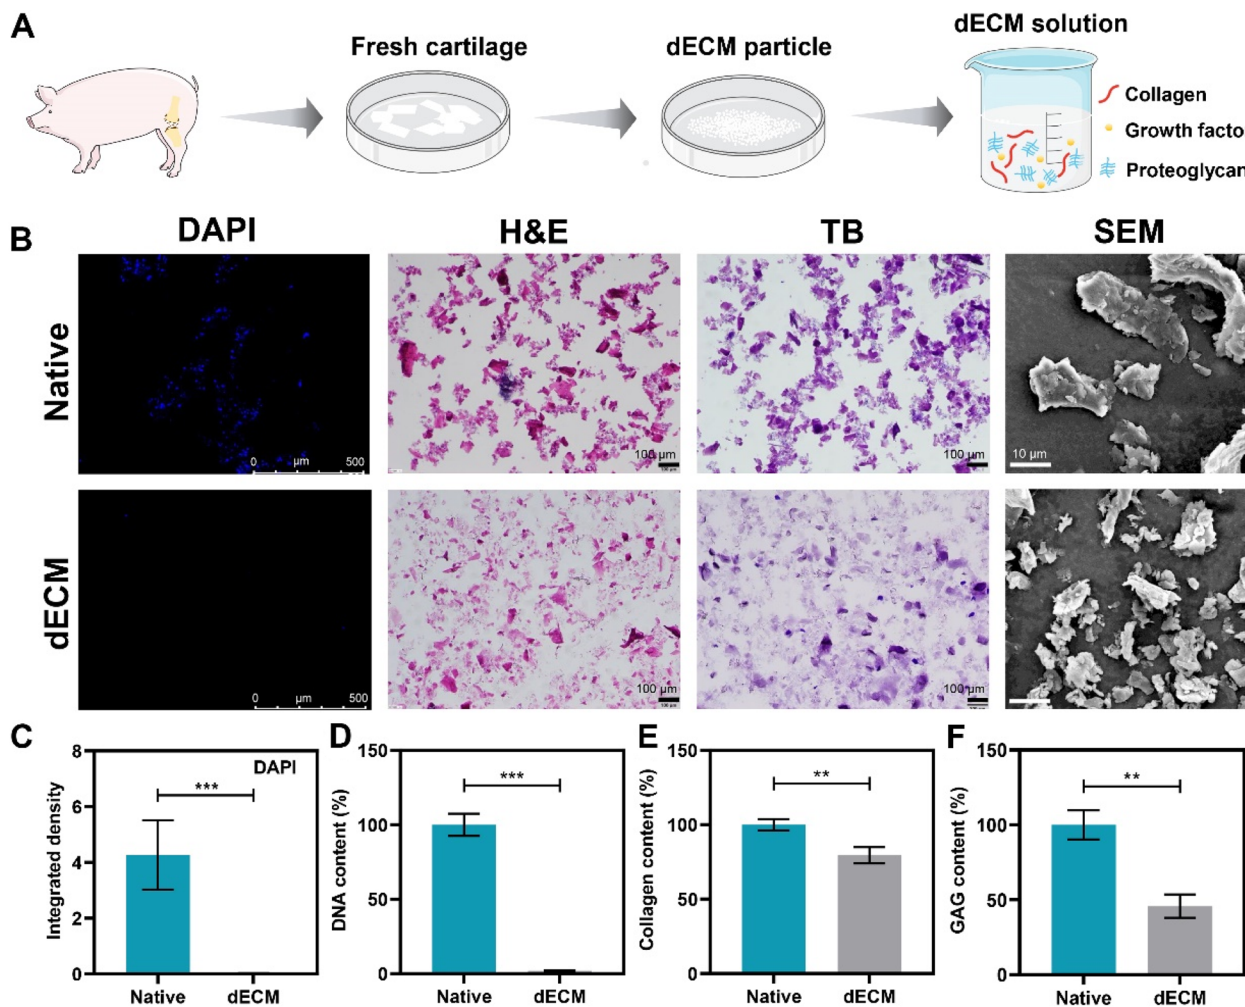 A
Fresh cartilage
dECM particle
dECM solution
Collagen
Growth facto
Proteoglycan
B
DAPI
H&E
TB
SEM
Native
0 µm 500
100 µm
100 µm
10 µm
dECM
0 µm 500
100 µm
100 µm
C
8
6
4
2
0
Integrated density
DAPI
***
Native
dECM
D
150
100
50
0
DNA content (%)
***
Native
dECM
E
150
100
50
0
Collagen content (%)
**
Native
dECM
F
150
100
50
0
GAG content (%)
**
Native
dECM